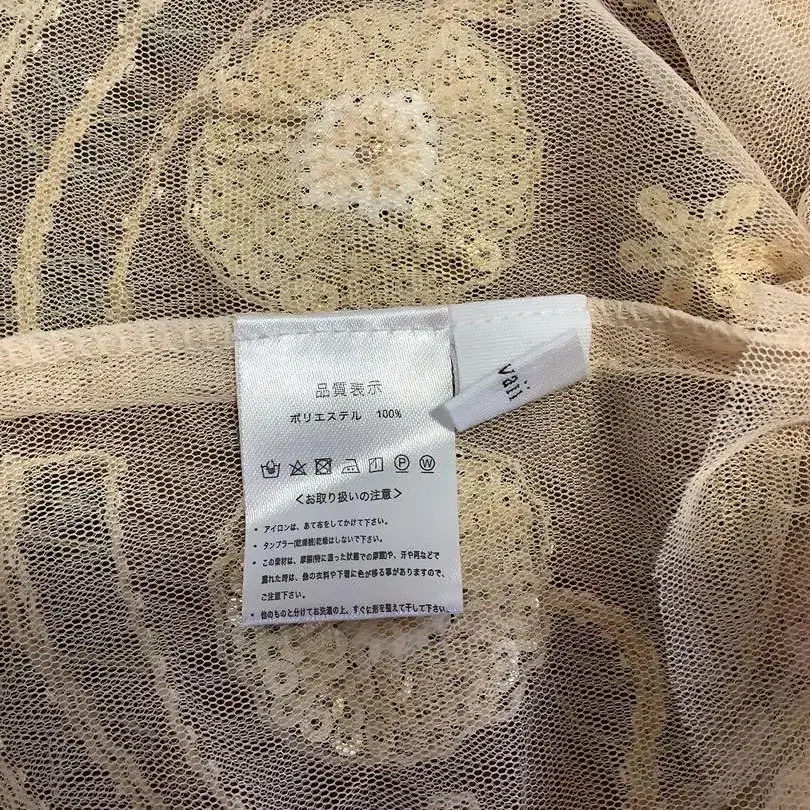 品質表示
ポリエステル 100%
vaii
<お取り扱いの注意>
• アイロンは、あて布をしてかけて下さい。
• タンブラー(乾燥機)乾燥はしないで下さい。
• この素材は、摩擦(特に湿った状態での摩擦)や、汗や雨などで
濡れた時は、他の衣料や下着に色が移る事がありますので、
ご注意下さい。
• 他のものと分けてお洗濯の上、すぐに形を整えて干して下さい。